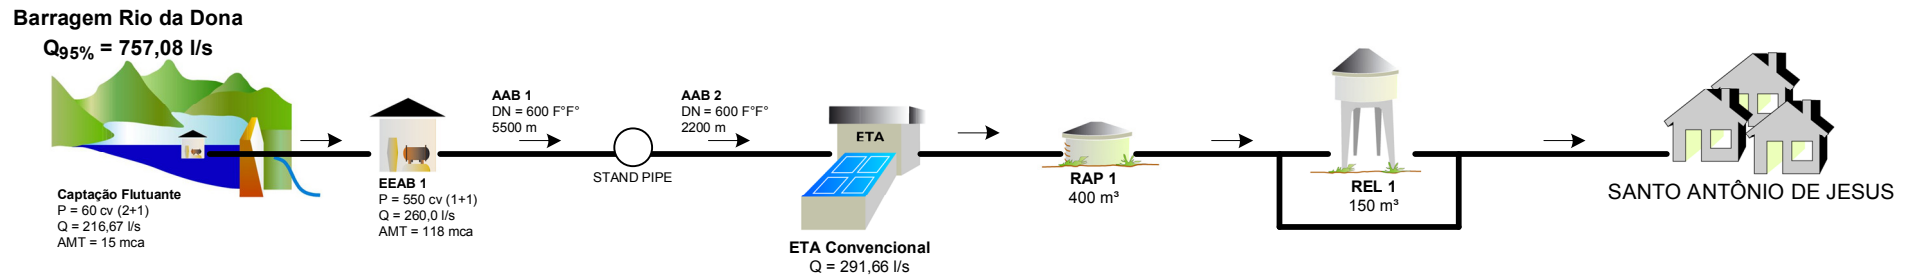 Barragem Rio da Dona
Q95% = 757,08 l/s
Captação Flutuante
P = 60 cv (2+1)
Q = 216,67 l/s
AMT = 15 mca
EEAB 1
P = 550 cv (1+1)
Q = 260,0 l/s
AMT = 118 mca
AAB 1
DN = 600 F°F°
5500 m
STAND PIPE
AAB 2
DN = 600 F°F°
2200 m
ETA
ETA Convencional
Q = 291,66 l/s
RAP 1
400 m³
REL 1
150 m³
SANTO ANTÔNIO DE JESUS